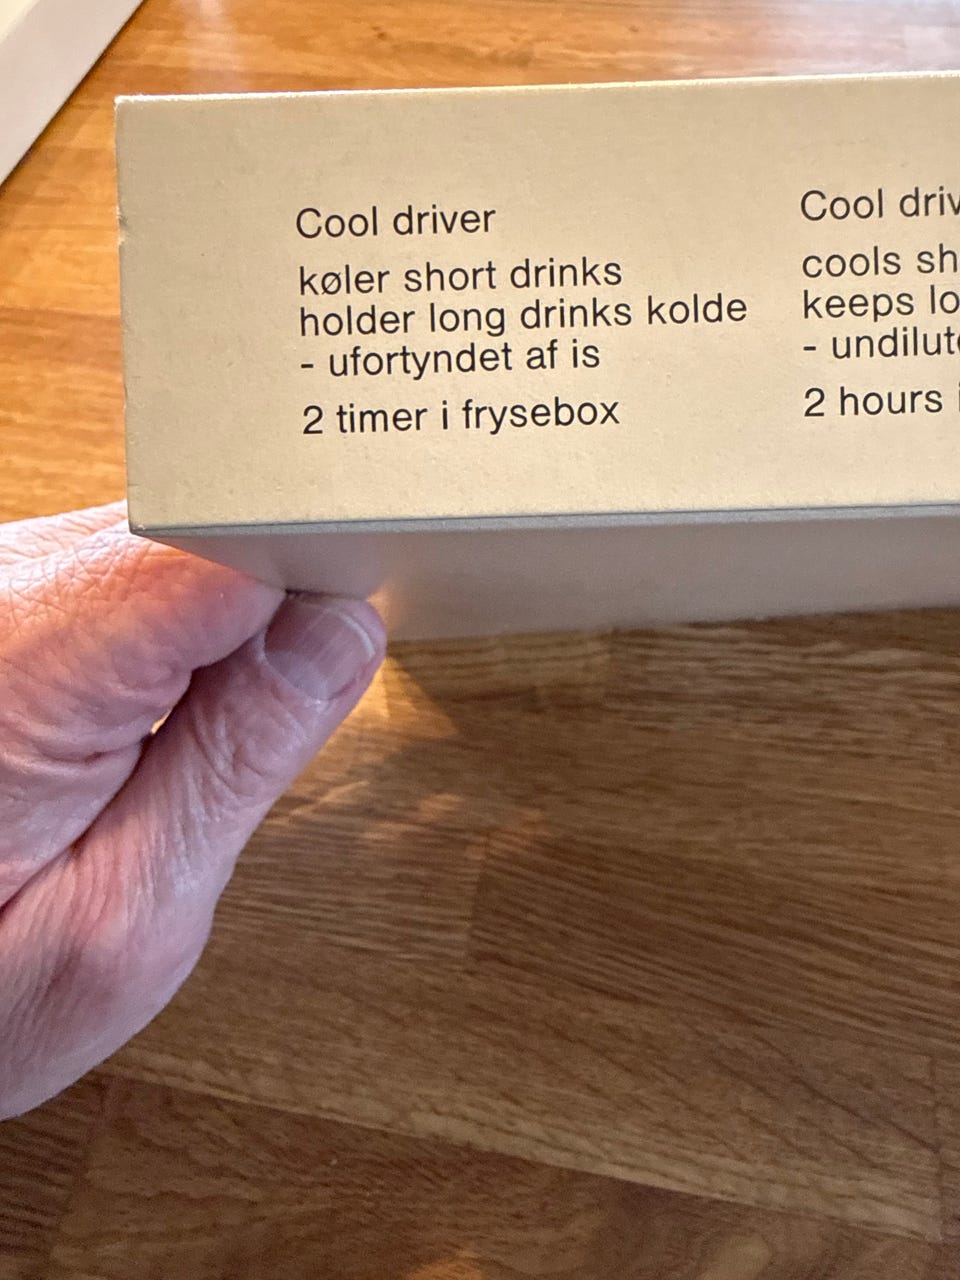 Cool driver
køler short drinks
holder long drinks kolde
- ufortyndet af is
2 timer i frysebox
Cool
cools
keeps
-
2 hours